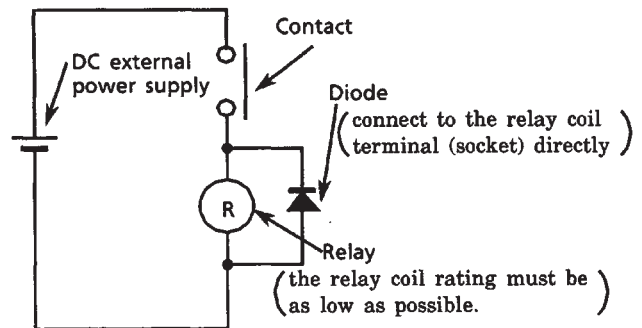 Contact
DC external
power supply
Diode
(connect to the relay coil
terminal (socket) directly)
R
Relay
(the relay coil rating must be
as low as possible.)